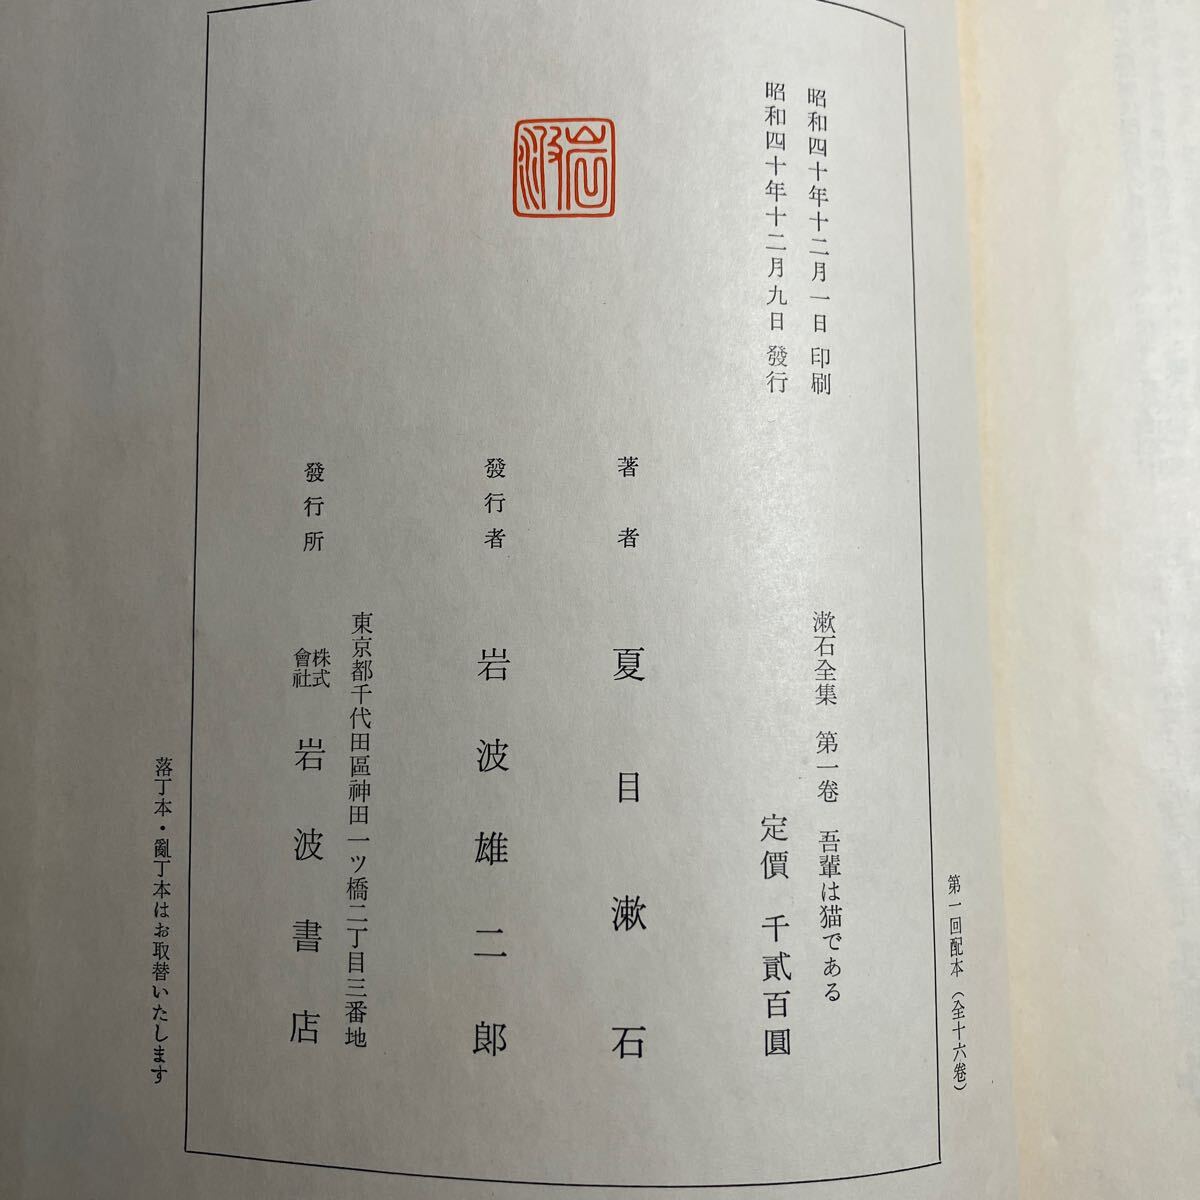 第一回配本（全十六卷）
昭和四十年十二月一日 印刷
昭和四十年十二月九日 發行
漱石全集 第一卷 吾輩は猫である
定價 千貳百圓
著者 夏目漱石
發行者 岩波雄二郎
東京都千代田區神田一ツ橋二丁目三番地
發行所 株式會社 岩波書店
落丁本・亂丁本はお取替いたします
岩波